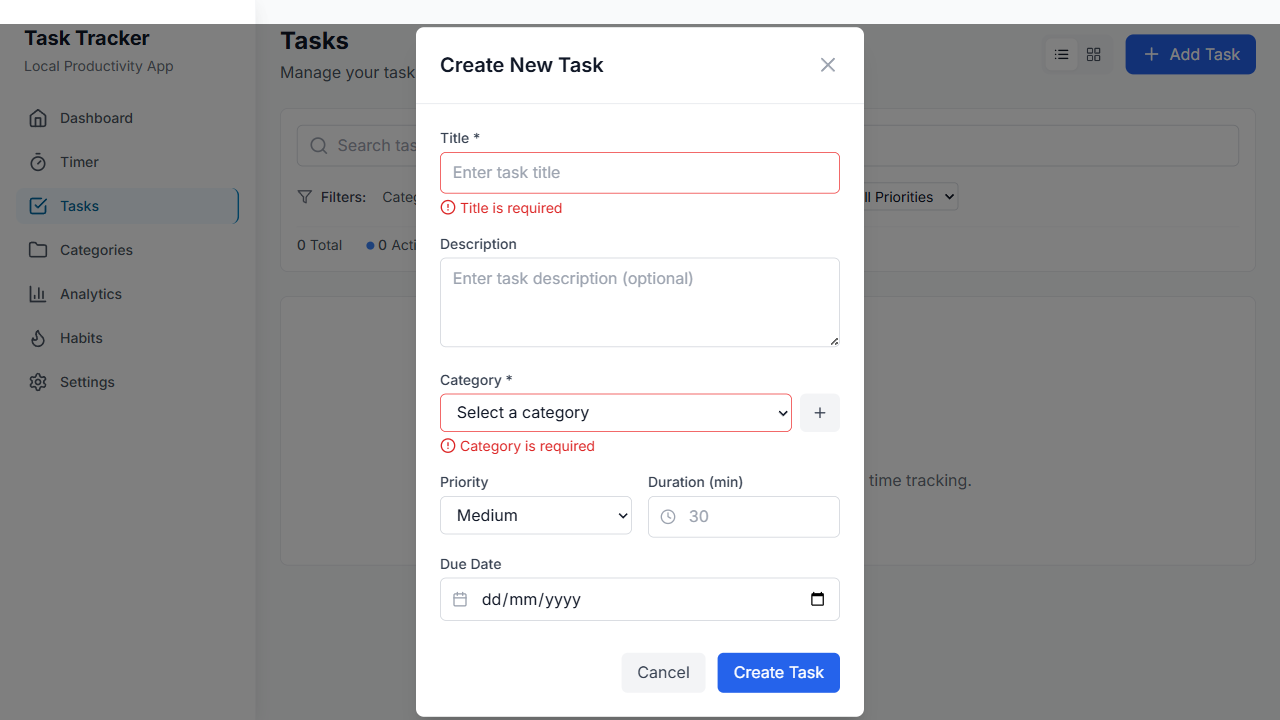 Task Tracker
Local Productivity App
Dashboard
Timer
Tasks
Categories
Analytics
Habits
Settings
Tasks
Manage your task
Add Task
Search tas
Filters:
Categ
ll Priorities
0 Total
0 Acti
time tracking.
Create New Task
Title *
Enter task title
Title is required
Description
Enter task description (optional)
Category *
Select a category
+
Category is required
Priority
Duration (min)
Medium
30
Due Date
dd/mm/yyyy
Cancel
Create Task